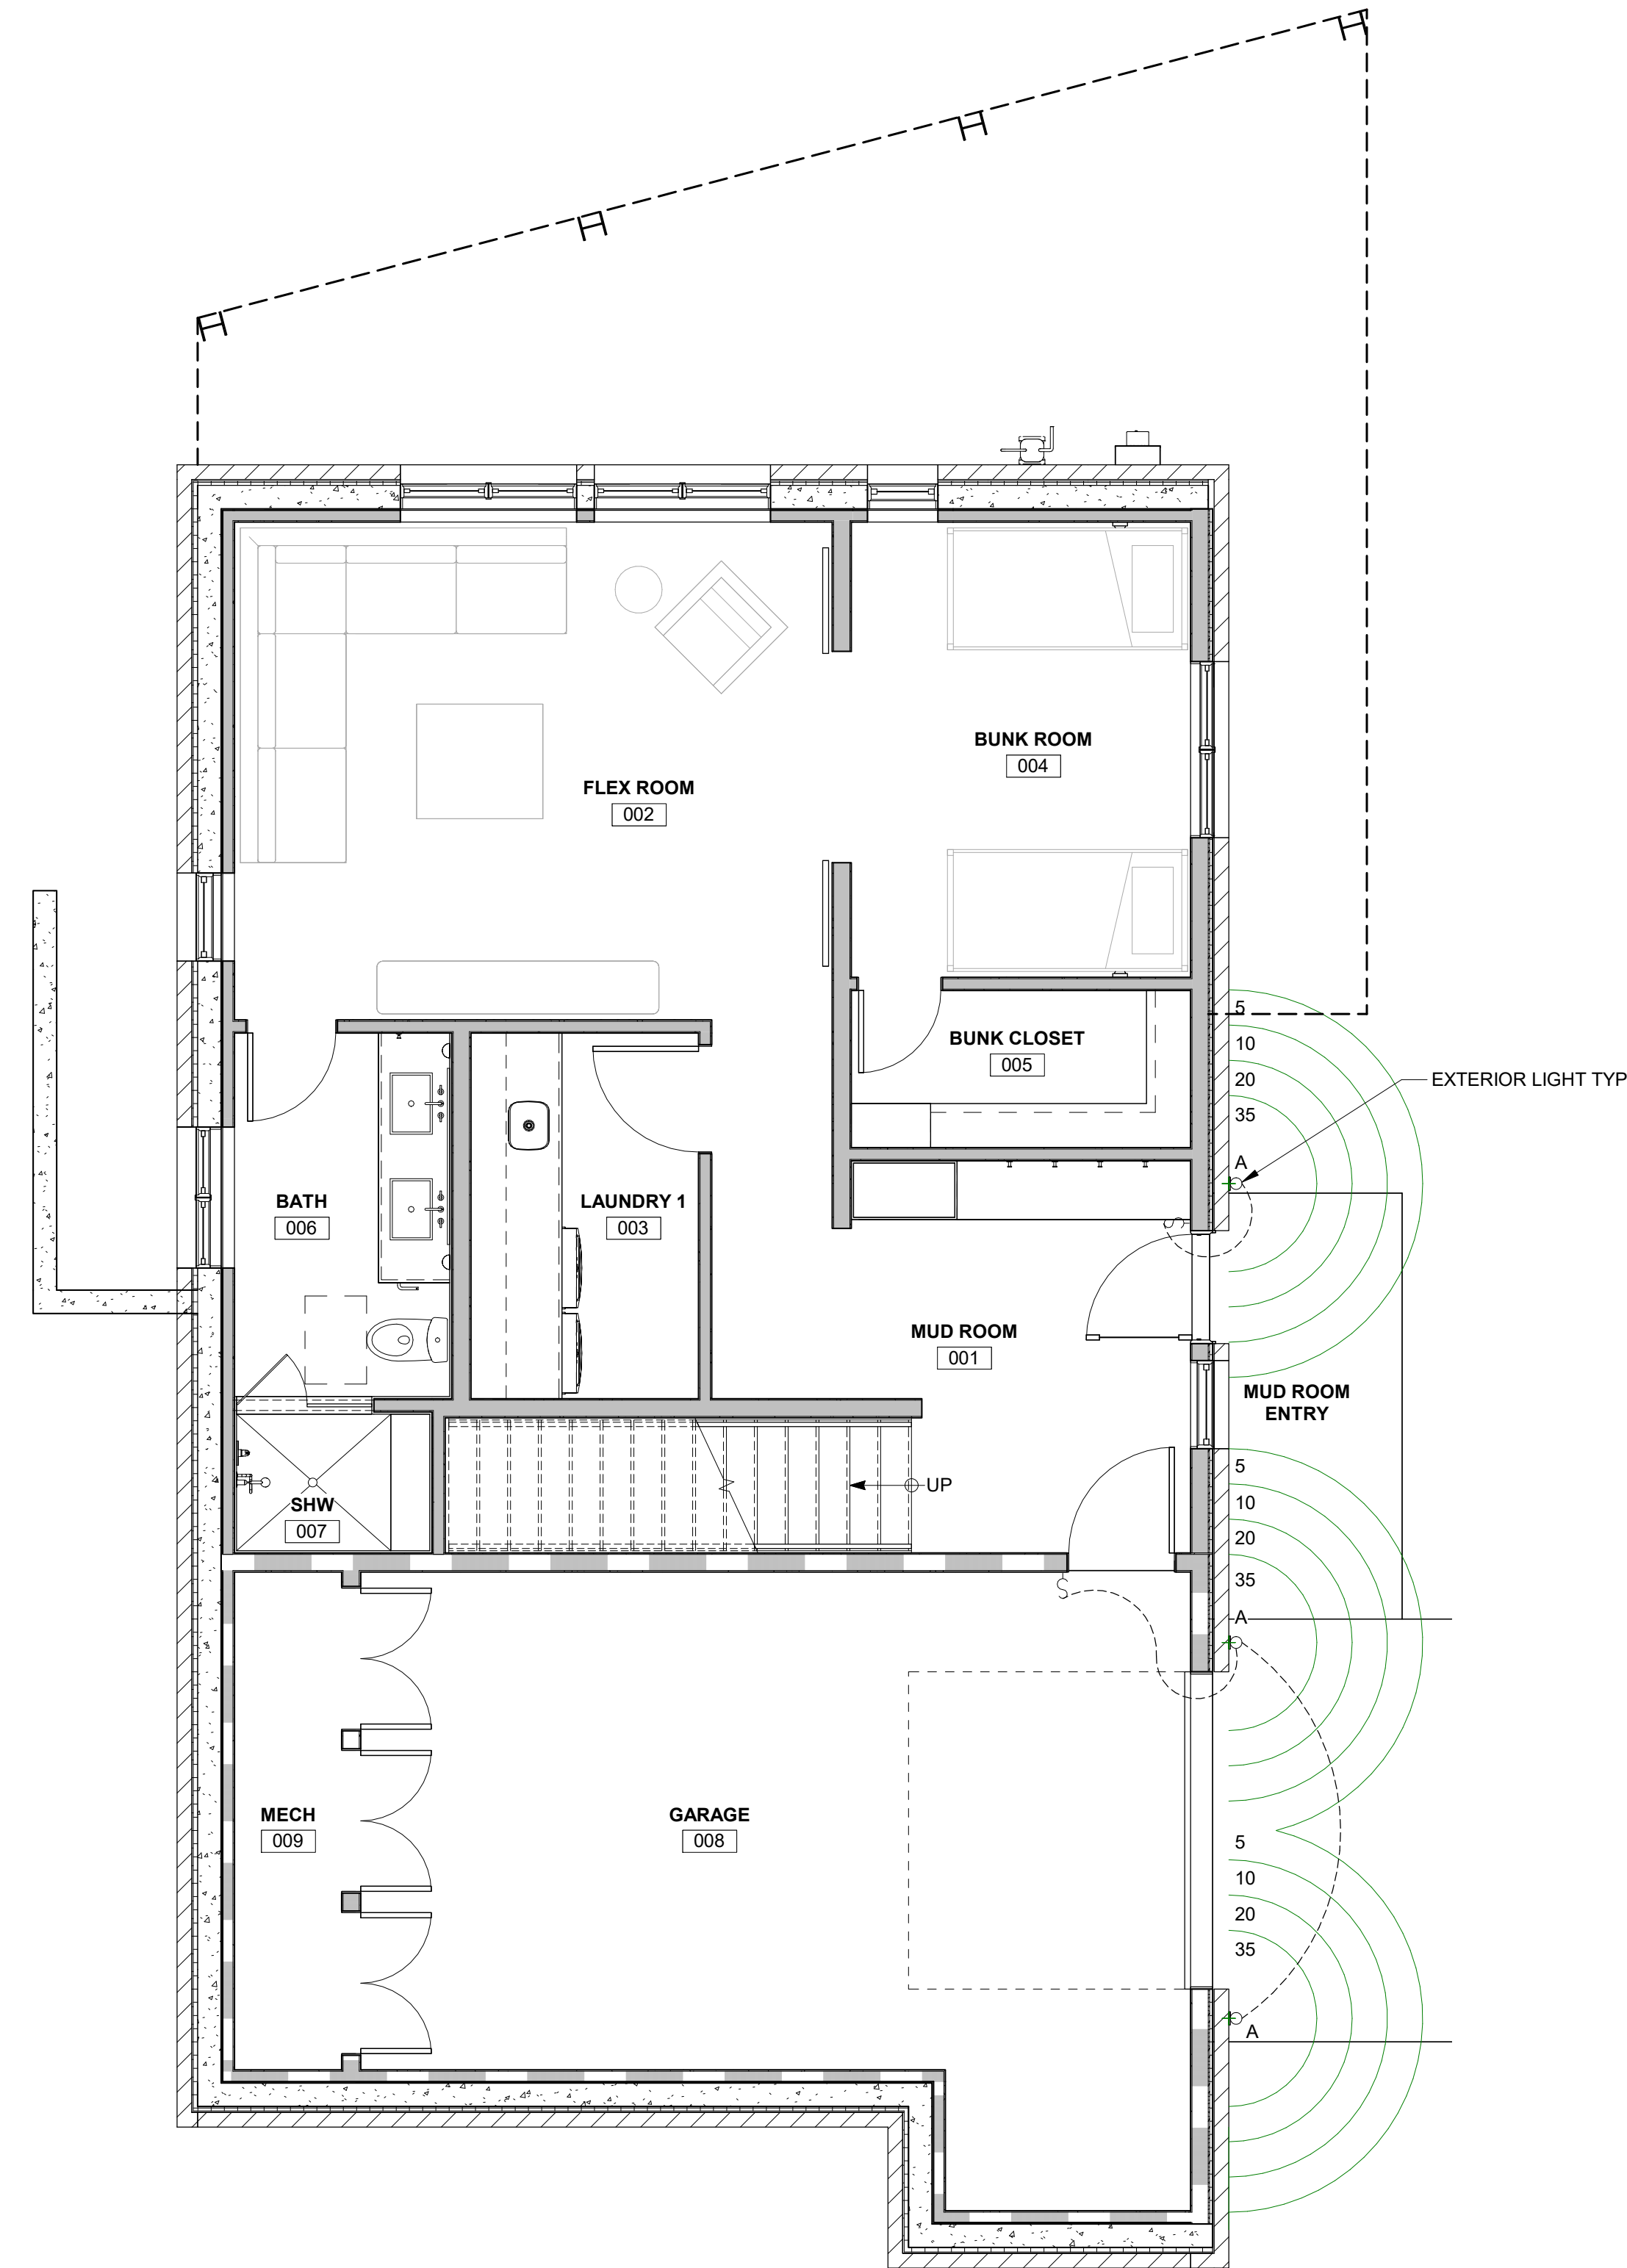 BUNK ROOM
004
FLEX ROOM
002
5
10
20
35
A
EXTERIOR LIGHT TYP
BUNK CLOSET
005
BATH
006
LAUNDRY 1
003
S
MUD ROOM
001
MUD ROOM
ENTRY
SHW
007
UP
5
10
20
35
A
S
MECH
009
GARAGE
008
5
10
20
35
A